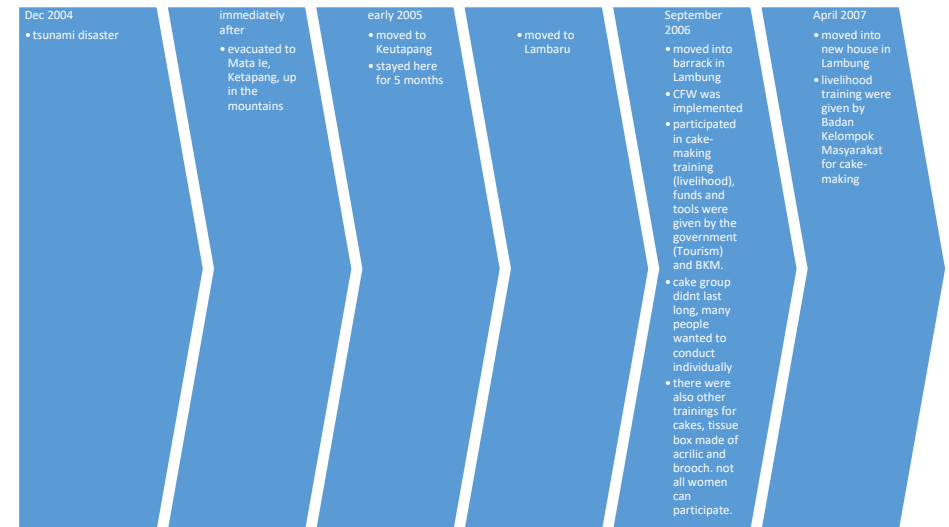 Dec 2004
• tsunami disaster
immediately
after
• evacuated to
Mata Ie,
Ketapang, up
in the
mountains
early 2005
• moved to
Keutapang
• stayed here
for 5 months
• moved to
Lambaru
September
2006
• moved into
barrack in
Lambung
• CFW was
implemented
• participated
in cake-
making
training
(livelihood),
funds and
tools were
given by the
government
(Tourism)
and BKM.
• cake group
didnt last
long, many
people
wanted to
conduct
individually
• there were
also other
trainings for
cakes, tissue
box made of
acrilic and
brooch. not
all women
can
participate.
April 2007
• moved into
new house in
Lambung
• livelihood
training were
given by
Badan
Kelompok
Masyarakat
for cake-
making